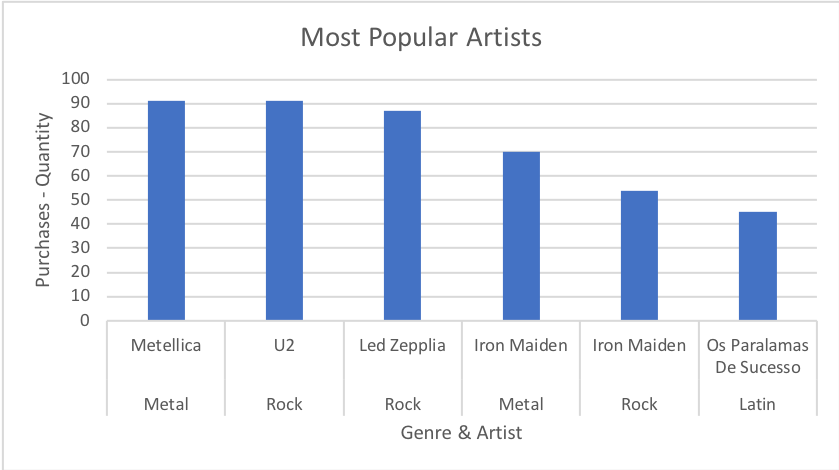 Most Popular Artists
100
90
80
70
60
50
40
30
20
10
0
Purchases - Quantity
Metellica U2 Led Zepplia Iron Maiden Iron Maiden Os Paralamas
De Sucesso
Metal Rock Rock Metal Rock Latin
Genre & Artist